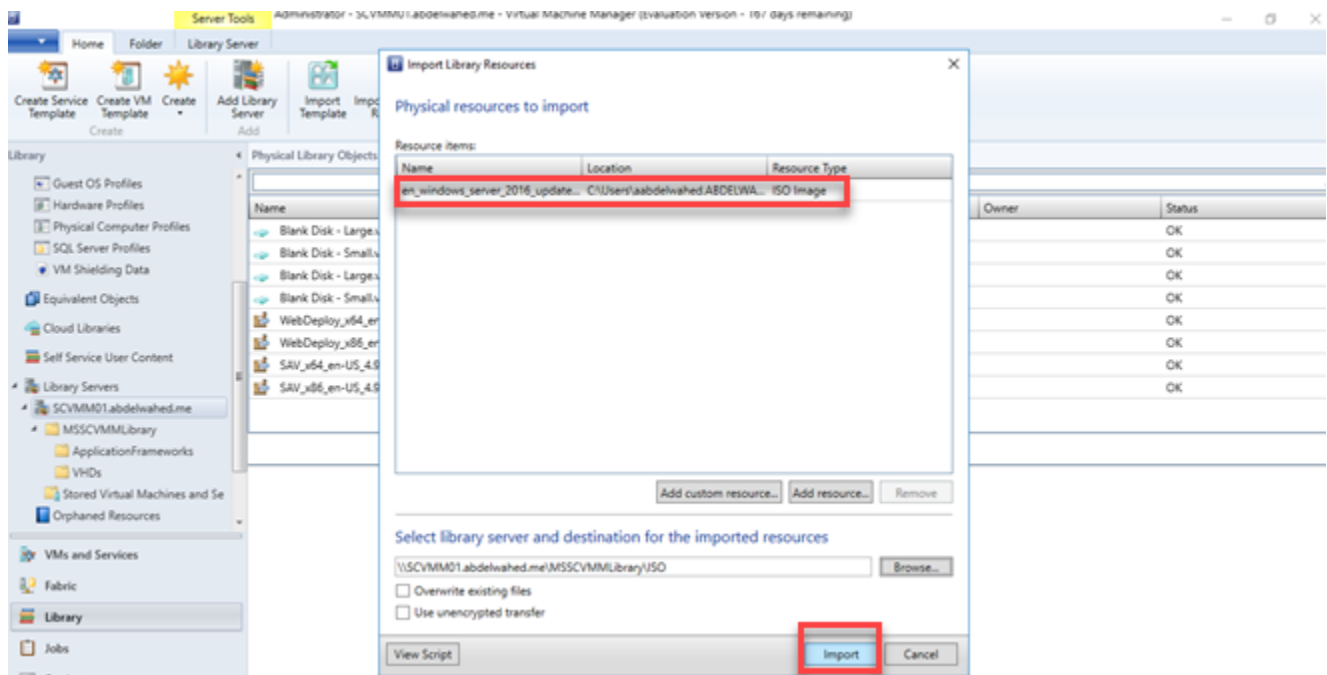 Server Tools
Administrator - SCVMM01.abdelwahed.me - Virtual Machine Manager (Evaluation Version - 167 days remaining)
Home Folder Library Server
Create Service Template
Create VM Template
Create
Add Library Server
Import Template
Create
Add
Library
Guest OS Profiles
Hardware Profiles
Physical Computer Profiles
SQL Server Profiles
VM Shielding Data
Equivalent Objects
Cloud Libraries
Self Service User Content
Library Servers
SCVMM01.abdelwahed.me
MSSCVMMLibrary
ApplicationFrameworks
VHDs
Stored Virtual Machines and Se
Orphaned Resources
VMs and Services
Fabric
Library
Jobs
Physical Library Objects
Name
Blank Disk - Large.
Blank Disk - Small.
Blank Disk - Large.
Blank Disk - Small.
WebDeploy_x64_en
WebDeploy_x86_en
SAV_x64_en-US_4.9
SAV_x86_en-US_4.9
Owner Status
OK
OK
OK
OK
OK
OK
OK
OK
Import Library Resources
Physical resources to import
Resource items:
Name Location Resource Type
en_windows_server_2016_update... C:\Users\aabdelwahed.ABDELWA... ISO Image
Add custom resource... Add resource... Remove
Select library server and destination for the imported resources
\\SCVMM01.abdelwahed.me\MSSCVMMLibrary\ISO Browse...
Overwrite existing files
Use unencrypted transfer
View Script Import Cancel